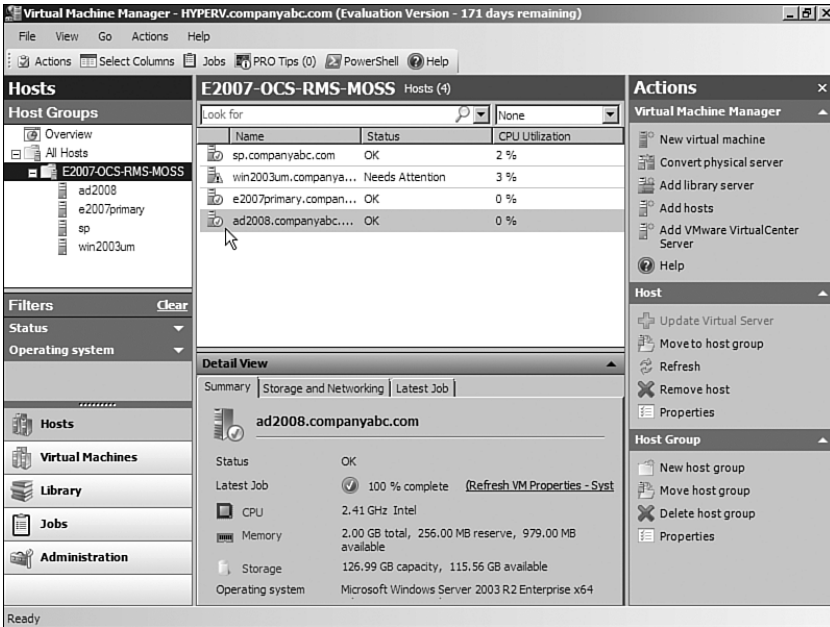 Virtual Machine Manager - HYPERV.companyabc.com (Evaluation Version - 171 days remaining)
File View Go Actions Help
Actions Select Columns Jobs PRO Tips (0) PowerShell Help
Hosts
Host Groups
Overview
All Hosts
E2007-OCS-RMS-MOSS
ad2008
e2007primary
sp
win2003um
Filters Clear
Status
Operating system
Hosts
Virtual Machines
Library
Jobs
Administration
E2007-OCS-RMS-MOSS Hosts (4)
Look for None
Name Status CPU Utilization
sp.companyabc.com OK 2 %
win2003um.companya... Needs Attention 3 %
e2007primary.compan... OK 0 %
ad2008.companyabc.... OK 0 %
Detail View
Summary Storage and Networking Latest Job
ad2008.companyabc.com
Status OK
Latest Job 100 % complete (Refresh VM Properties - Syst
CPU 2.41 GHz Intel
Memory 2.00 GB total, 256.00 MB reserve, 979.00 MB
available
Storage 126.99 GB capacity, 115.56 GB available
Operating system Microsoft Windows Server 2003 R2 Enterprise x64
Actions
Virtual Machine Manager
New virtual machine
Convert physical server
Add library server
Add hosts
Add VMware VirtualCenter
Server
Help
Host
Update Virtual Server
Move to host group
Refresh
Remove host
Properties
Host Group
New host group
Move host group
Delete host group
Properties
Ready